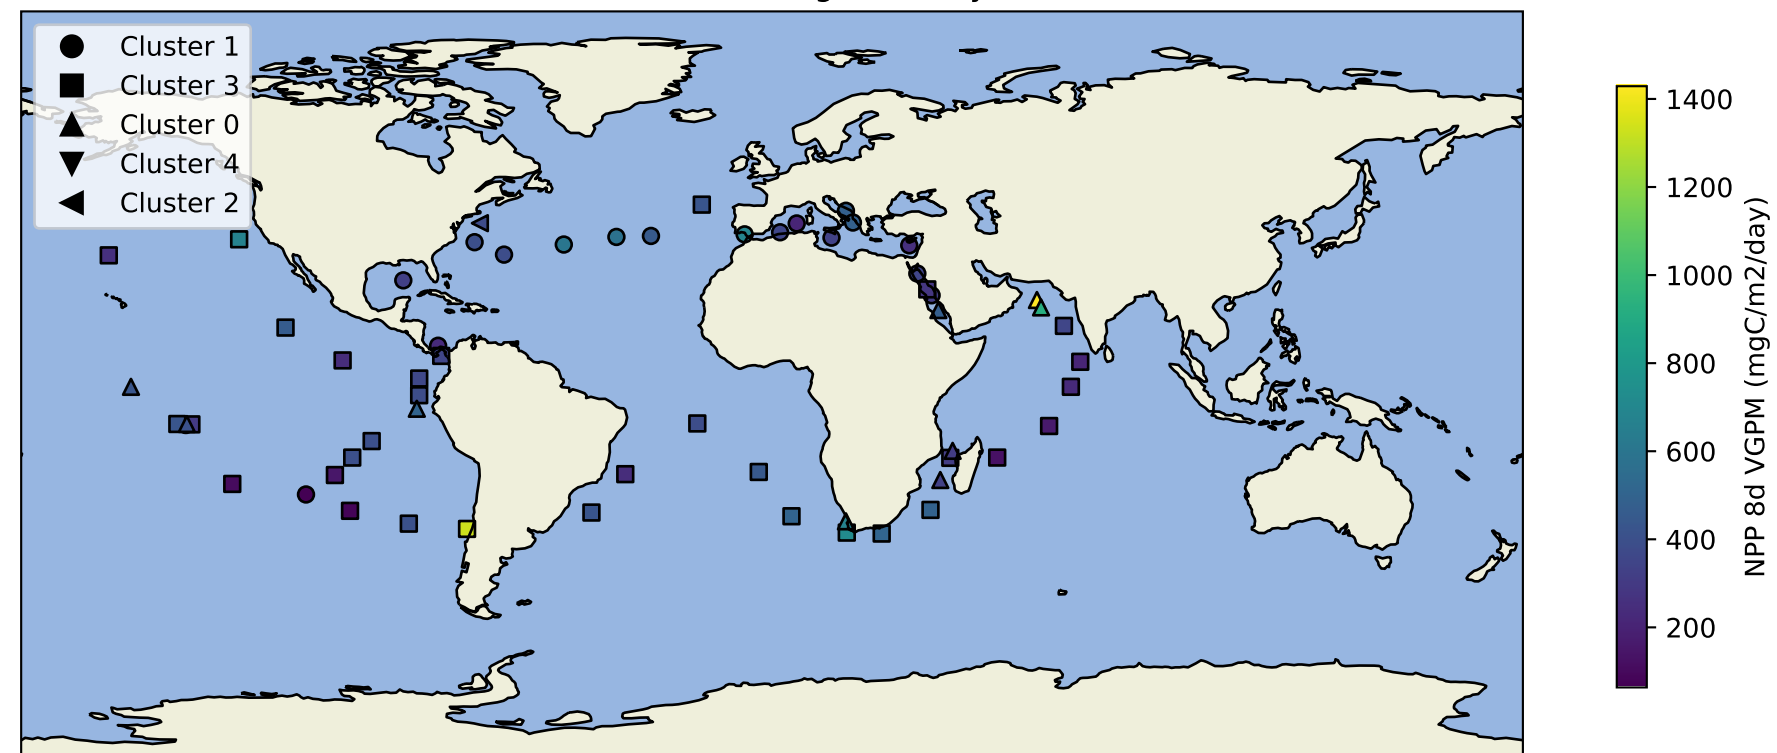 Cluster 1
Cluster 3
Cluster 0
Cluster 4
Cluster 2
1400
1200
1000
800
600
400
200
NPP 8d VGPM (mgC/m2/day)